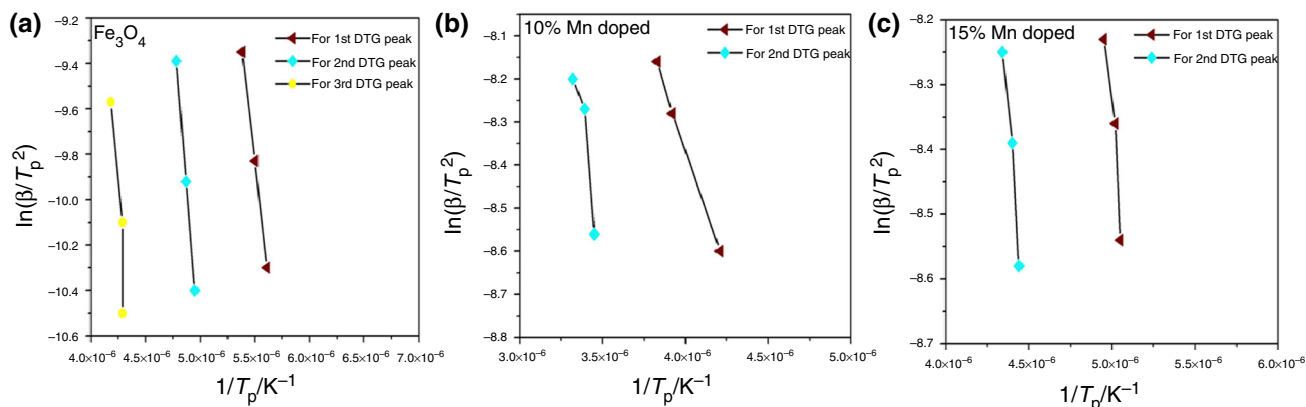 (a)
Fe₃O₄
For 1st DTG peak
For 2nd DTG peak
For 3rd DTG peak
–9.2
–9.4
–9.6
–9.8
–10.0
–10.2
–10.4
–10.6
ln(β/Tp²)
4.0×10⁻⁶ 4.5×10⁻⁶ 5.0×10⁻⁶ 5.5×10⁻⁶ 6.0×10⁻⁶ 6.5×10⁻⁶ 7.0×10⁻⁶
1/Tp/K⁻¹
(b)
10% Mn doped
For 1st DTG peak
For 2nd DTG peak
–8.1
–8.2
–8.3
–8.4
–8.5
–8.6
–8.7
–8.8
ln(β/Tp²)
3.0×10⁻⁶ 3.5×10⁻⁶ 4.0×10⁻⁶ 4.5×10⁻⁶ 5.0×10⁻⁶
1/Tp/K⁻¹
(c)
15% Mn doped
For 1st DTG peak
For 2nd DTG peak
–8.2
–8.3
–8.4
–8.5
–8.6
–8.7
ln(β/Tp²)
4.0×10⁻⁶ 4.5×10⁻⁶ 5.0×10⁻⁶ 5.5×10⁻⁶ 6.0×10⁻⁶
1/Tp/K⁻¹